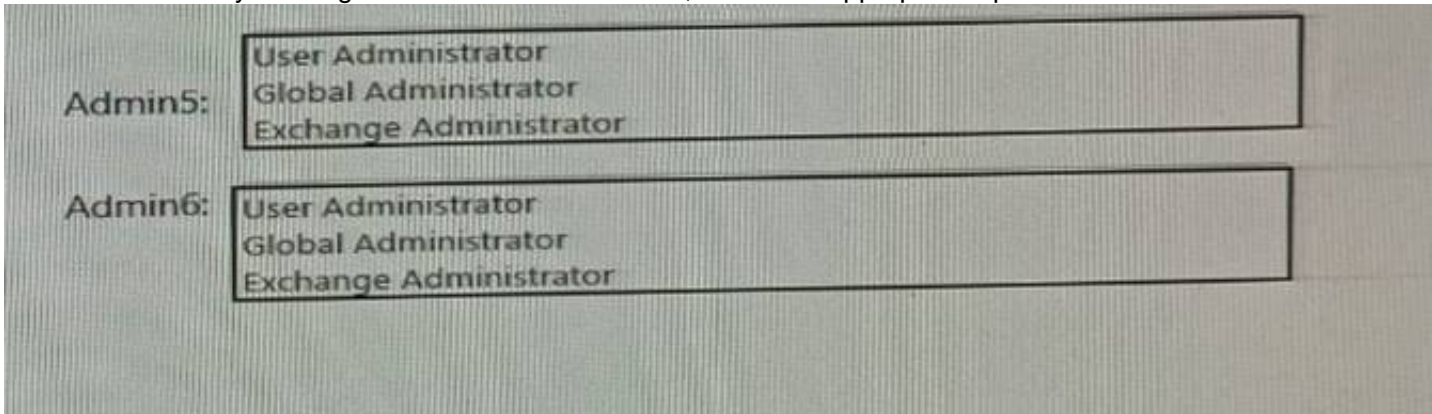 Admin5:
User Administrator
Global Administrator
Exchange Administrator
Admin6:
User Administrator
Global Administrator
Exchange Administrator